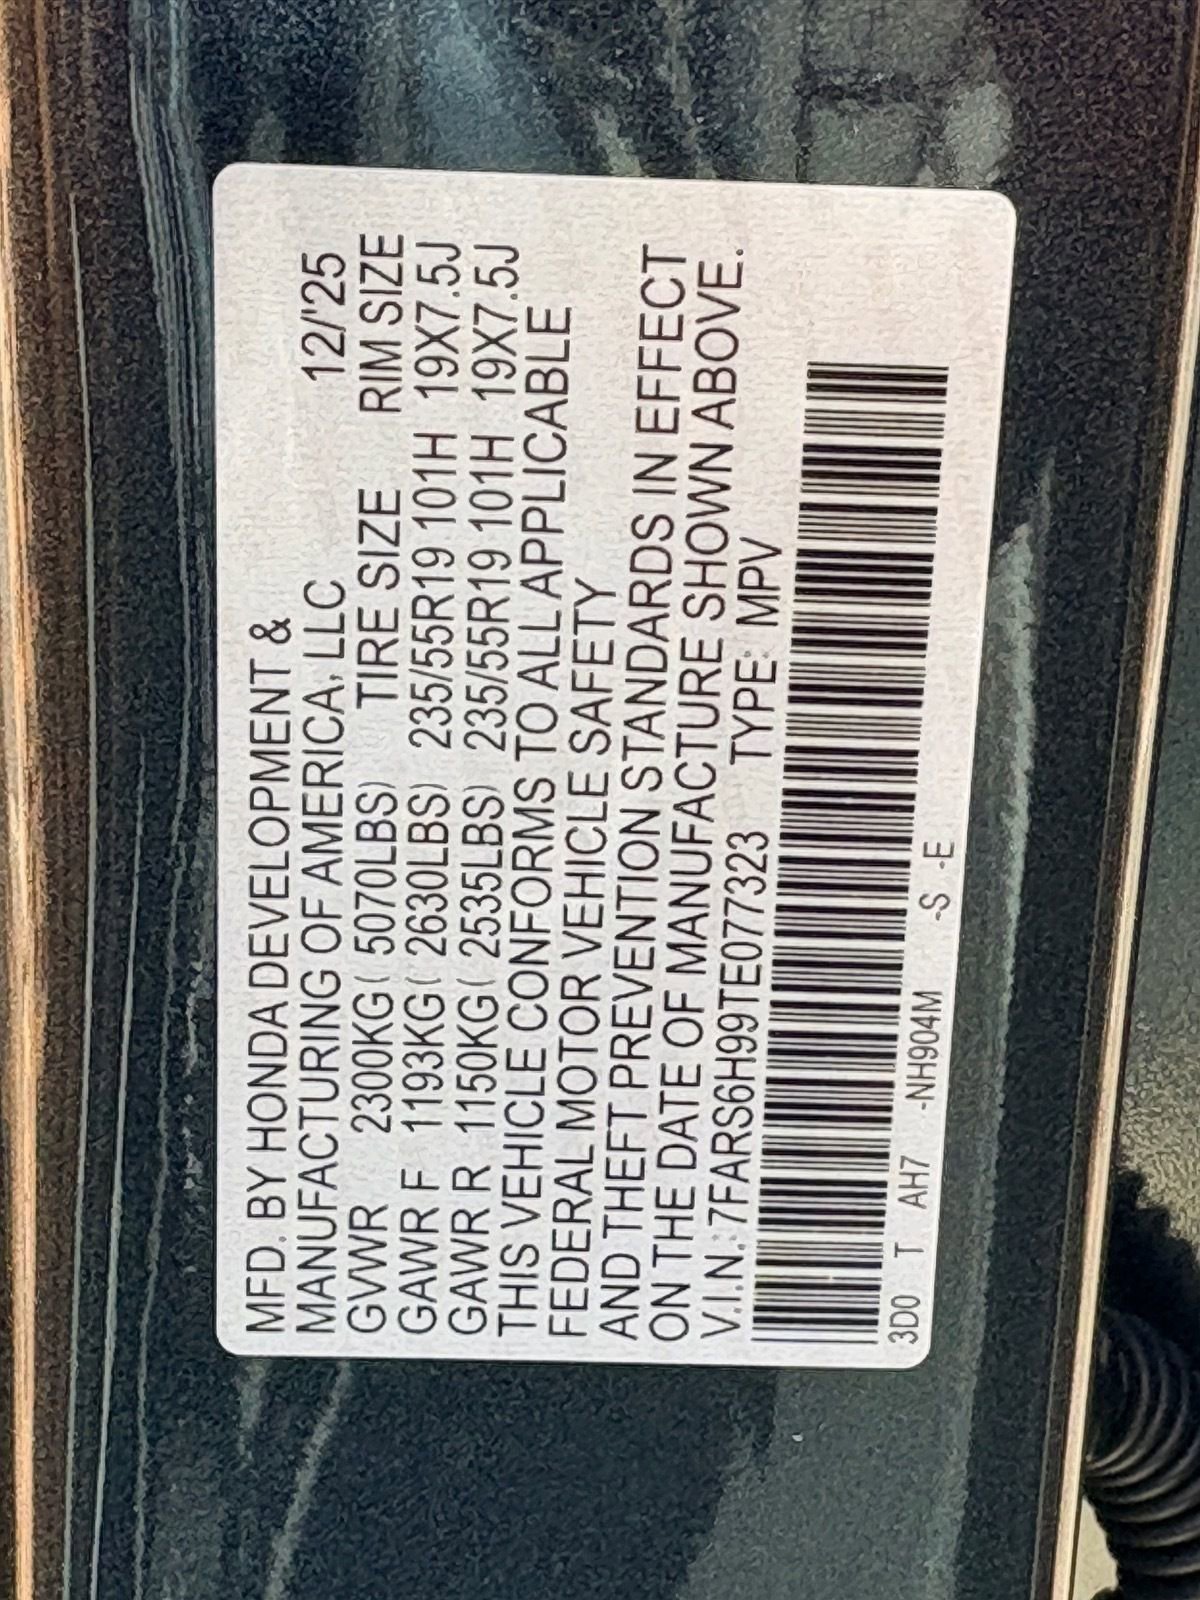 MFD. BY HONDA DEVELOPMENT &
MANUFACTURING OF AMERICA, LLC 12/'25
GVWR 2300KG( 5070LBS) TIRE SIZE RIM SIZE
GAWR F 1193KG( 2630LBS) 235/55R19 101H 19X7.5J
GAWR R 1150KG( 2535LBS) 235/55R19 101H 19X7.5J
THIS VEHICLE CONFORMS TO ALL APPLICABLE
FEDERAL MOTOR VEHICLE SAFETY
AND THEFT PREVENTION STANDARDS IN EFFECT
ON THE DATE OF MANUFACTURE SHOWN ABOVE.
V.I.N.: 7FARS6H99TE077323 TYPE: MPV
3D0 T AH7 -NH904M -S -E